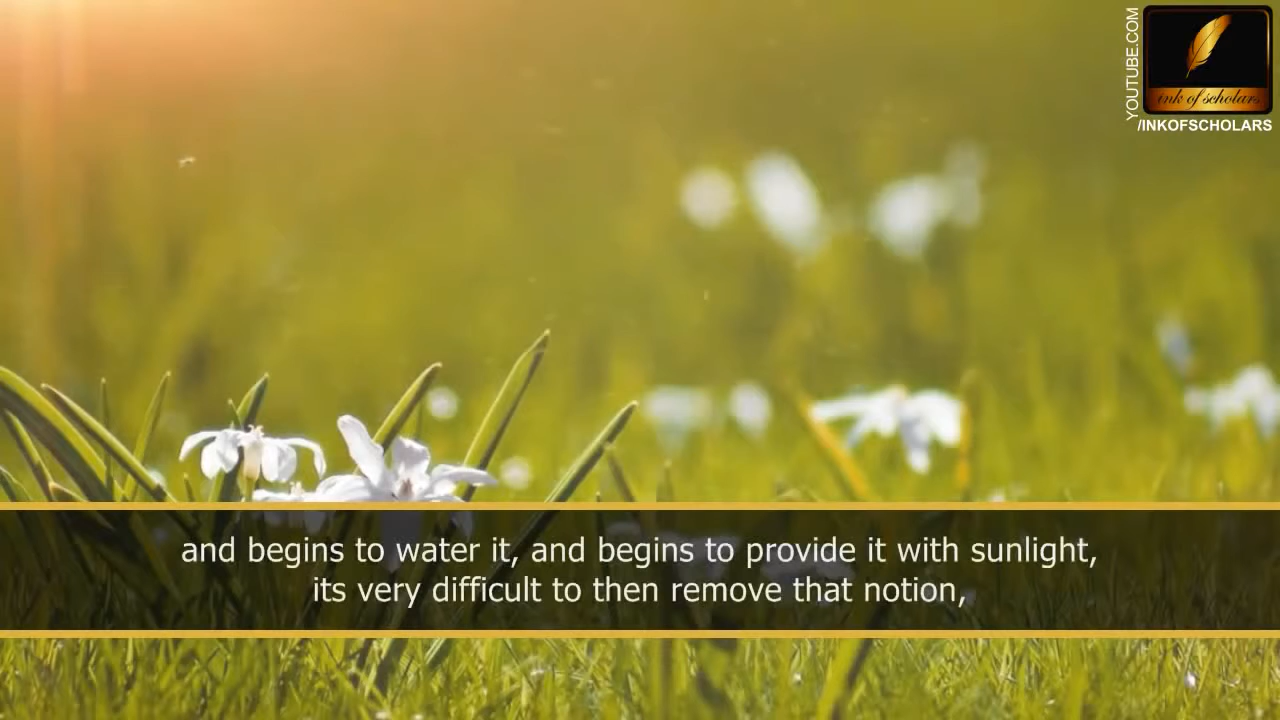 YOUTUBE.COM
ink of scholars
/INKOFSCHOLARS
and begins to water it, and begins to provide it with sunlight,
its very difficult to then remove that notion,